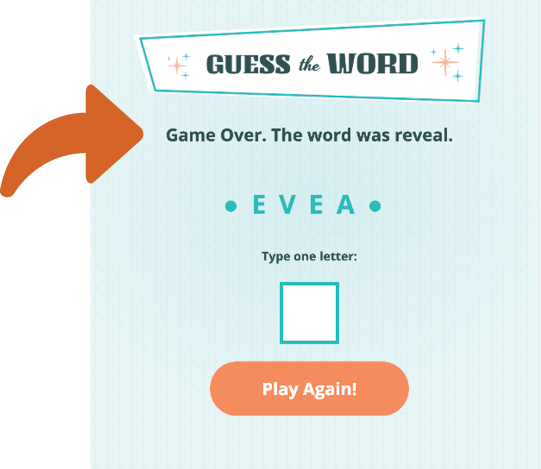 GUESS the WORD
Game Over. The word was reveal.
● E V E A ●
Type one letter:
Play Again!